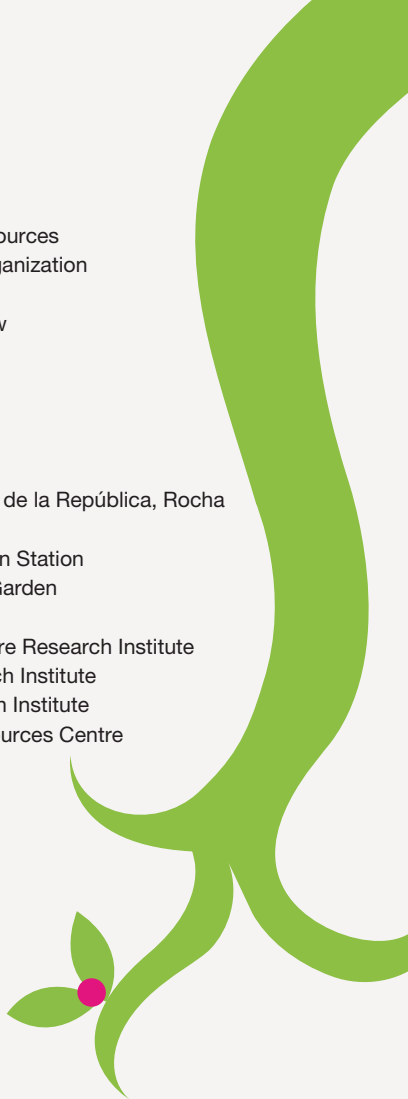 ources
ganization
w
de la República, Rocha
n Station
Garden
re Research Institute
ch Institute
n Institute
urces Centre